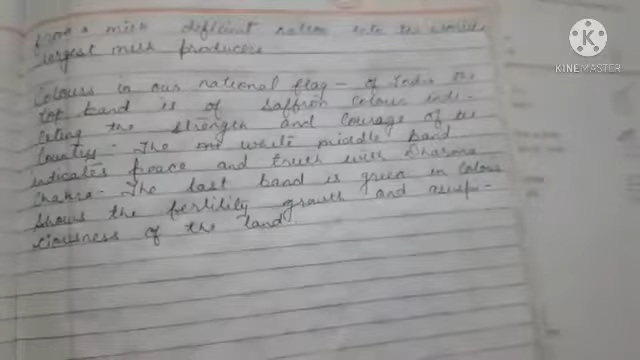 from a milk deficient nation into the world's
largest milk producer
Colours in our national flag - of India the
top band is of saffron colour indi-
cating the strength and courage of the
country. The white middle band
indicates peace and truth with Dharma
Chakra. The last band is green in colour
shows the fertility growth and auspi-
ciousness of the land.
K
KINEMASTER